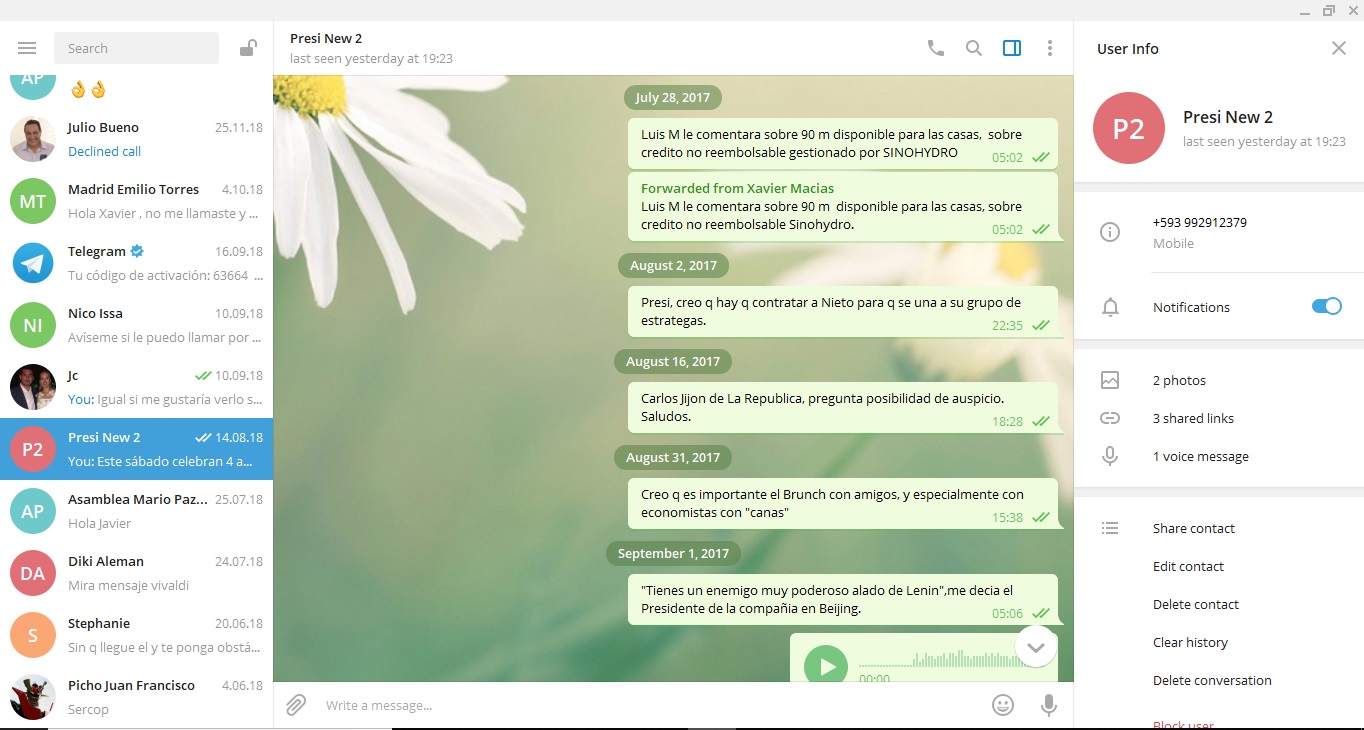 Search
AP
👌👌
Julio Bueno
25.11.18
Declined call
MT
Madrid Emilio Torres
4.10.18
Hola Xavier , no me llamaste y ...
Telegram
16.09.18
Tu código de activación: 63664 ...
NI
Nico Issa
10.09.18
Avíseme si le puedo llamar por ...
Jc
10.09.18
You: Igual si me gustaría verlo s...
P2
Presi New 2
14.08.18
You: Este sábado celebran 4 a...
AP
Asamblea Mario Paz...
25.07.18
Hola Javier
DA
Diki Aleman
24.07.18
Mira mensaje vivaldi
S
Stephanie
20.06.18
Sin q llegue el y te ponga obstá...
Picho Juan Francisco
4.06.18
Sercop
Presi New 2
last seen yesterday at 19:23
July 28, 2017
Luis M le comentara sobre 90 m disponible para las casas,  sobre
credito no reembolsable gestionado por SINOHYDRO
05:02
Forwarded from Xavier Macias
Luis M le comentara sobre 90 m  disponible para las casas, sobre
credito no reembolsable Sinohydro.
05:02
August 2, 2017
Presi, creo q hay q contratar a Nieto para q se una a su grupo de
estrategas.
22:35
August 16, 2017
Carlos Jijon de La Republica, pregunta posibilidad de auspicio.
Saludos.
18:28
August 31, 2017
Creo q es importante el Brunch con amigos, y especialmente con
economistas con "canas"
15:38
September 1, 2017
"Tienes un enemigo muy poderoso alado de Lenin",me decia el
Presidente de la compañia en Beijing.
05:06
00:00
Write a message...
User Info
P2
Presi New 2
last seen yesterday at 19:23
+593 992912379
Mobile
Notifications
2 photos
3 shared links
1 voice message
Share contact
Edit contact
Delete contact
Clear history
Delete conversation
Block user